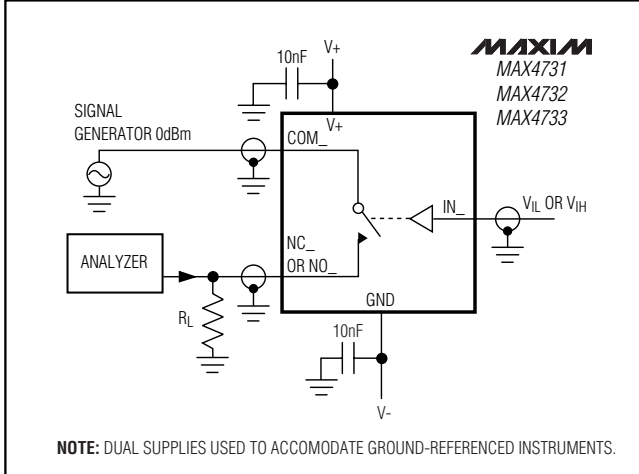 10nF
V+
MAXIM
MAX4731
MAX4732
MAX4733
SIGNAL
GENERATOR 0dBm
V+
COM_
IN_
VIL OR VIH
NC_
OR NO_
ANALYZER
RL
GND
10nF
V-
NOTE: DUAL SUPPLIES USED TO ACCOMODATE GROUND-REFERENCED INSTRUMENTS.